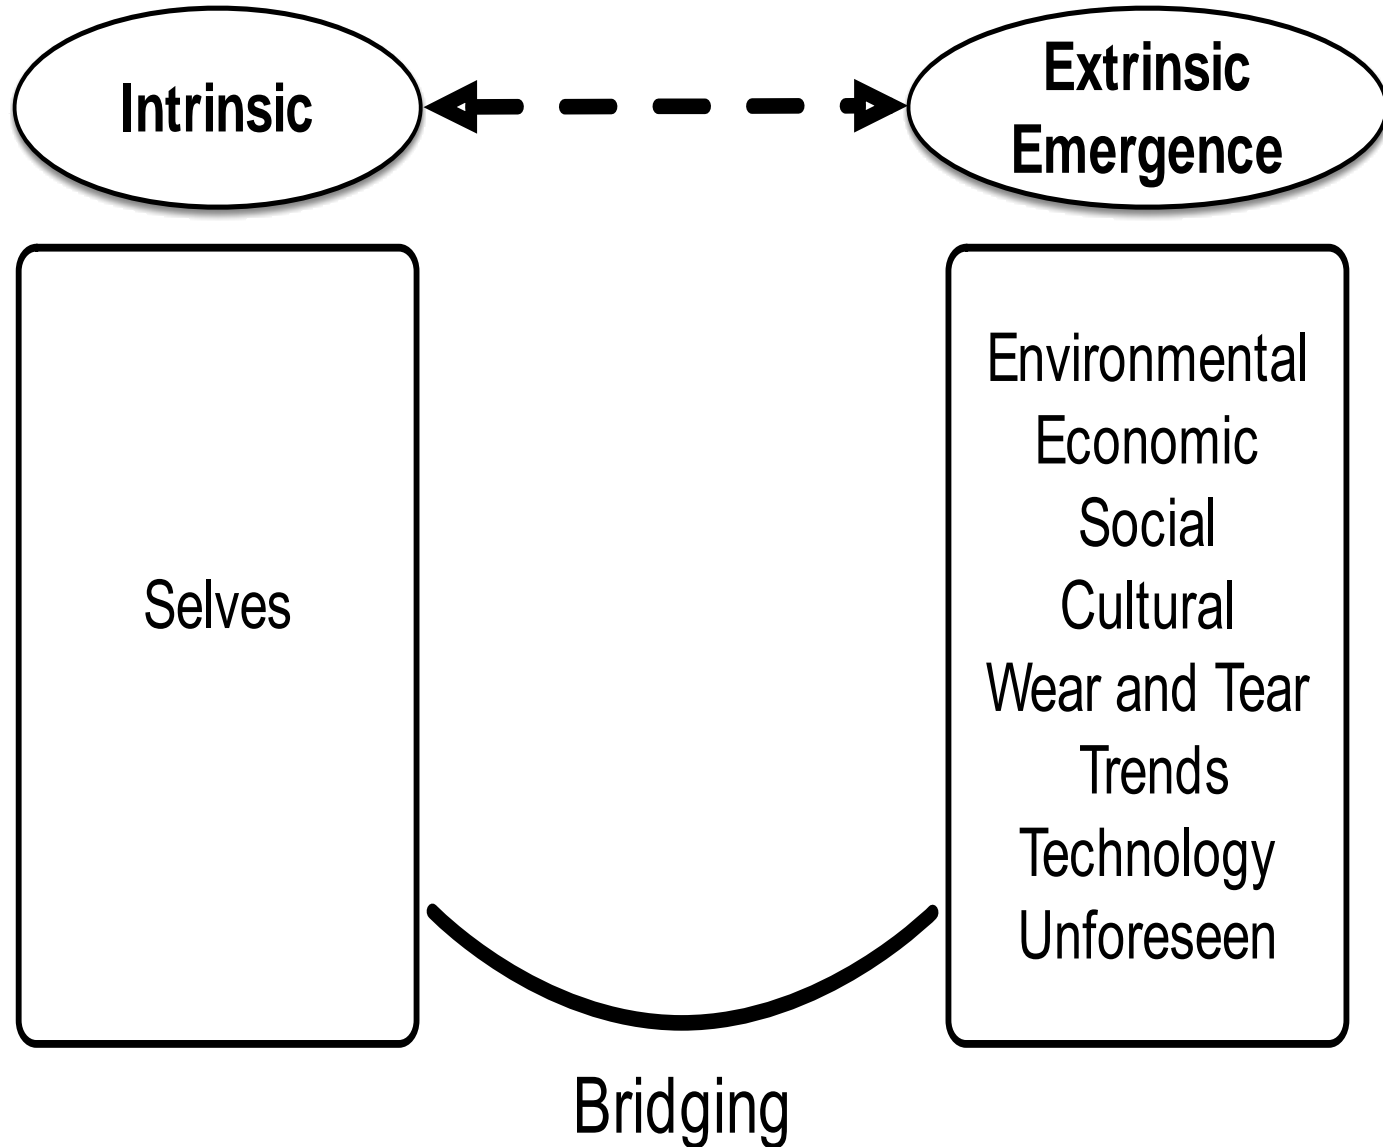 Intrinsic
Extrinsic
Emergence
Selves
Environmental
Economic
Social
Cultural
Wear and Tear
Trends
Technology
Unforeseen
Bridging